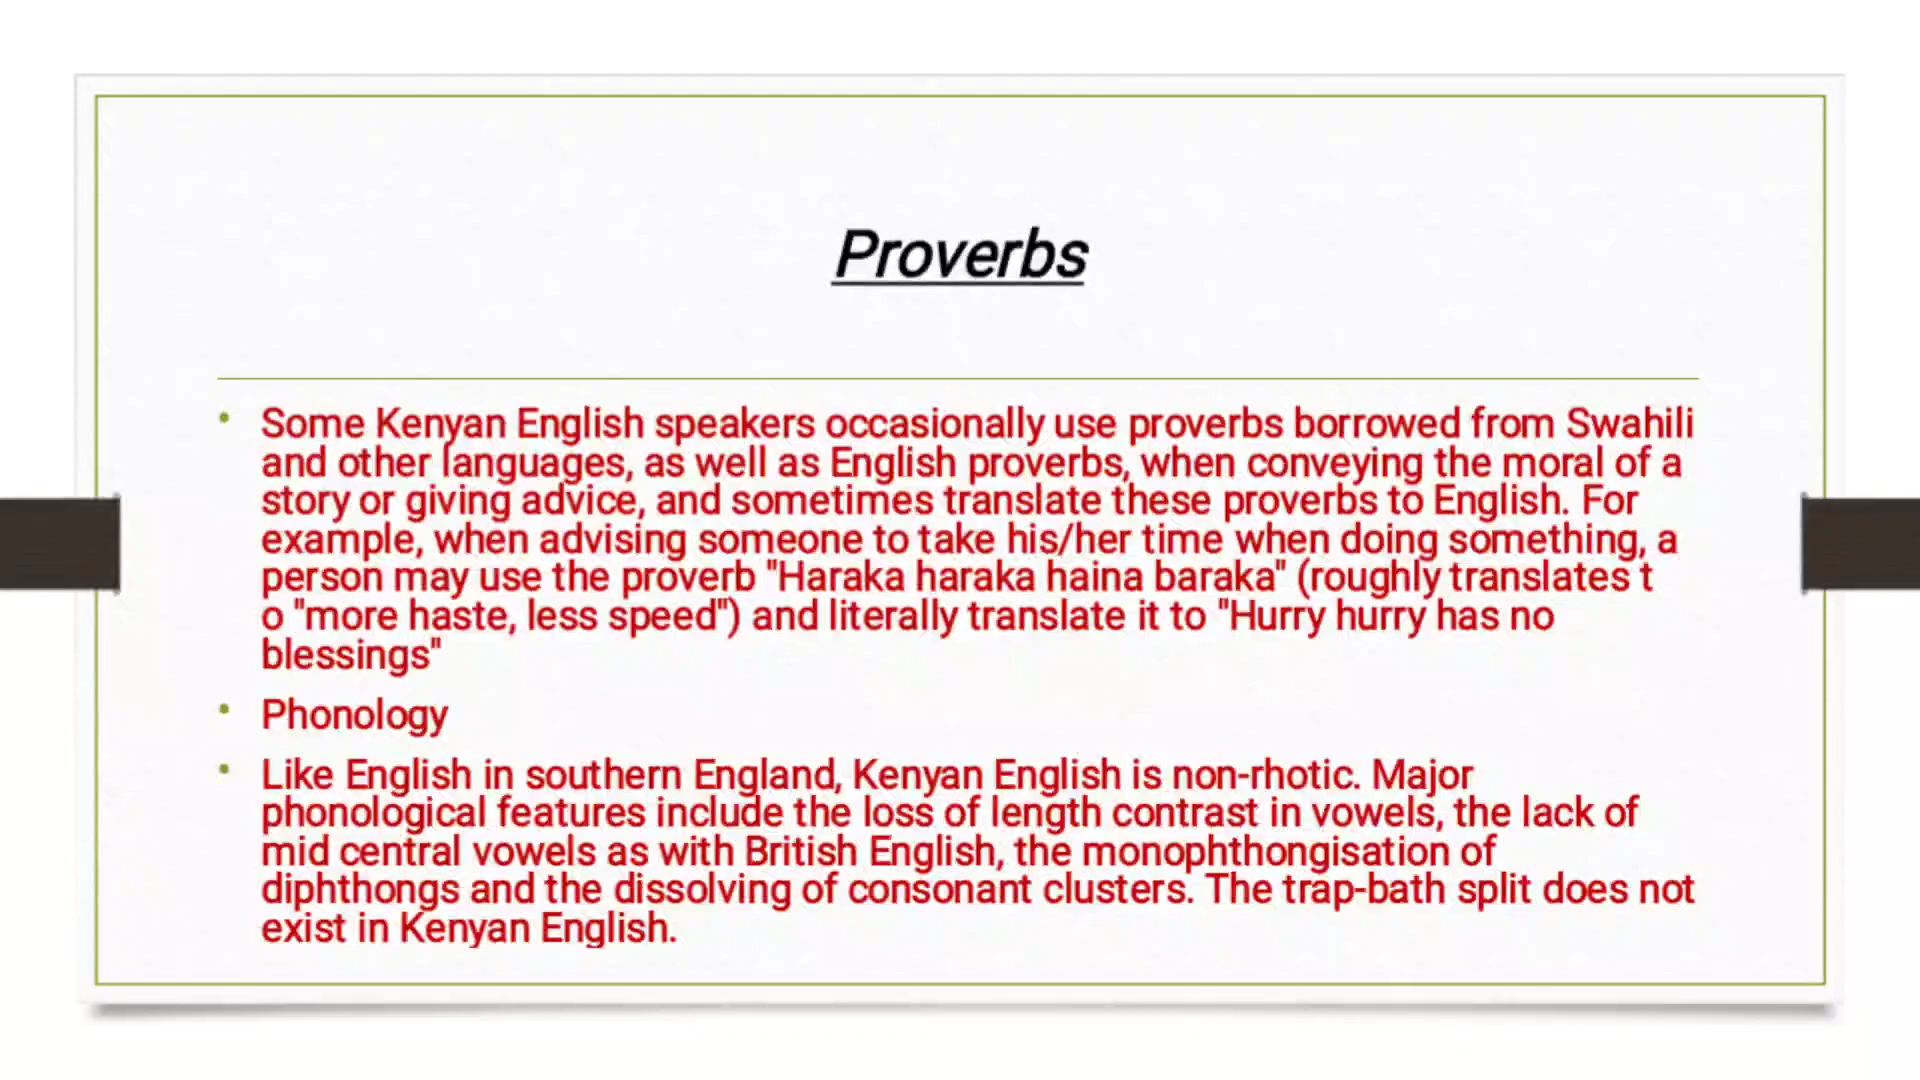 Proverbs
• Some Kenyan English speakers occasionally use proverbs borrowed from Swahili
and other languages, as well as English proverbs, when conveying the moral of a
story or giving advice, and sometimes translate these proverbs to English. For
example, when advising someone to take his/her time when doing something, a
person may use the proverb "Haraka haraka haina baraka" (roughly translates t
o "more haste, less speed") and literally translate it to "Hurry hurry has no
blessings"
• Phonology
• Like English in southern England, Kenyan English is non-rhotic. Major
phonological features include the loss of length contrast in vowels, the lack of
mid central vowels as with British English, the monophthongisation of
diphthongs and the dissolving of consonant clusters. The trap-bath split does not
exist in Kenyan English.